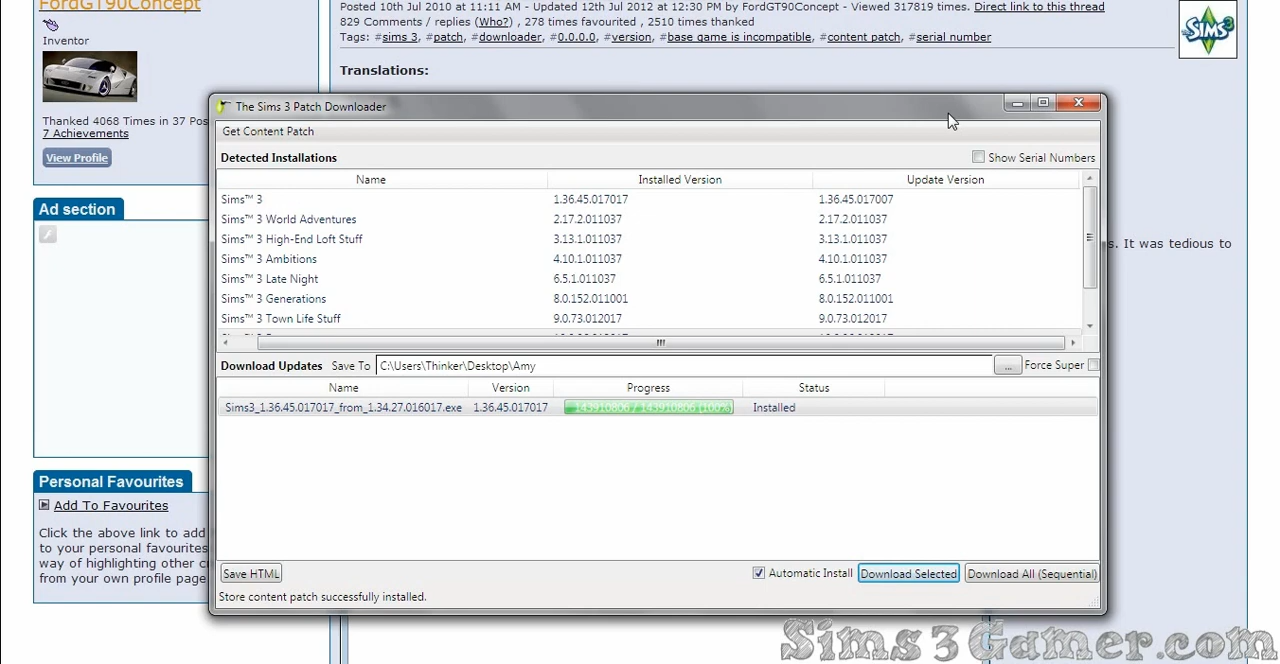 FordGT90Concept
Inventor
Thanked 4068 Times in 37 Pos
7 Achievements
View Profile
Ad section
Personal Favourites
Add To Favourites
Click the above link to add
to your personal favourites
way of highlighting other cr
from your own profile page
Posted 10th Jul 2010 at 11:11 AM - Updated 12th Jul 2012 at 12:30 PM by FordGT90Concept - Viewed 317819 times. Direct link to this thread
829 Comments / replies (Who?) , 278 times favourited , 2510 times thanked
Tags: #sims 3, #patch, #downloader, #0.0.0.0, #version, #base game is incompatible, #content patch, #serial number
THE SIMS 3
Translations:
s. It was tedious to
The Sims 3 Patch Downloader
Get Content Patch
Detected Installations Show Serial Numbers
Name Installed Version Update Version
Sims™ 3 1.36.45.017017 1.36.45.017007
Sims™ 3 World Adventures 2.17.2.011037 2.17.2.011037
Sims™ 3 High-End Loft Stuff 3.13.1.011037 3.13.1.011037
Sims™ 3 Ambitions 4.10.1.011037 4.10.1.011037
Sims™ 3 Late Night 6.5.1.011037 6.5.1.011037
Sims™ 3 Generations 8.0.152.011001 8.0.152.011001
Sims™ 3 Town Life Stuff 9.0.73.012017 9.0.73.012017
Download Updates Save To C:\Users\Thinker\Desktop\Amy ... Force Super
Name Version Progress Status
Sims3_1.36.45.017017_from_1.34.27.016017.exe 1.36.45.017017 143910806 / 143910806 (100%) Installed
Save HTML Automatic Install Download Selected Download All (Sequential)
Store content patch successfully installed.
Sims3Gamer.com